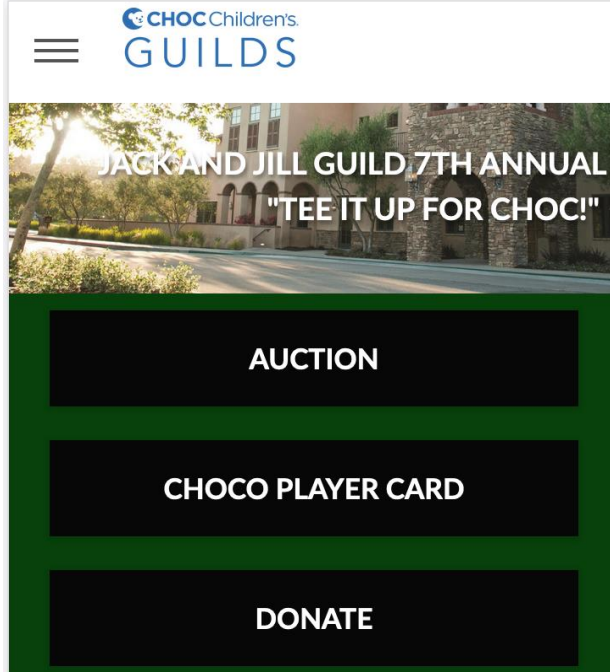 CHOC Children's.
GUILDS
JACK AND JILL GUILD 7TH ANNUAL
"TEE IT UP FOR CHOC!"
AUCTION
CHOCO PLAYER CARD
DONATE